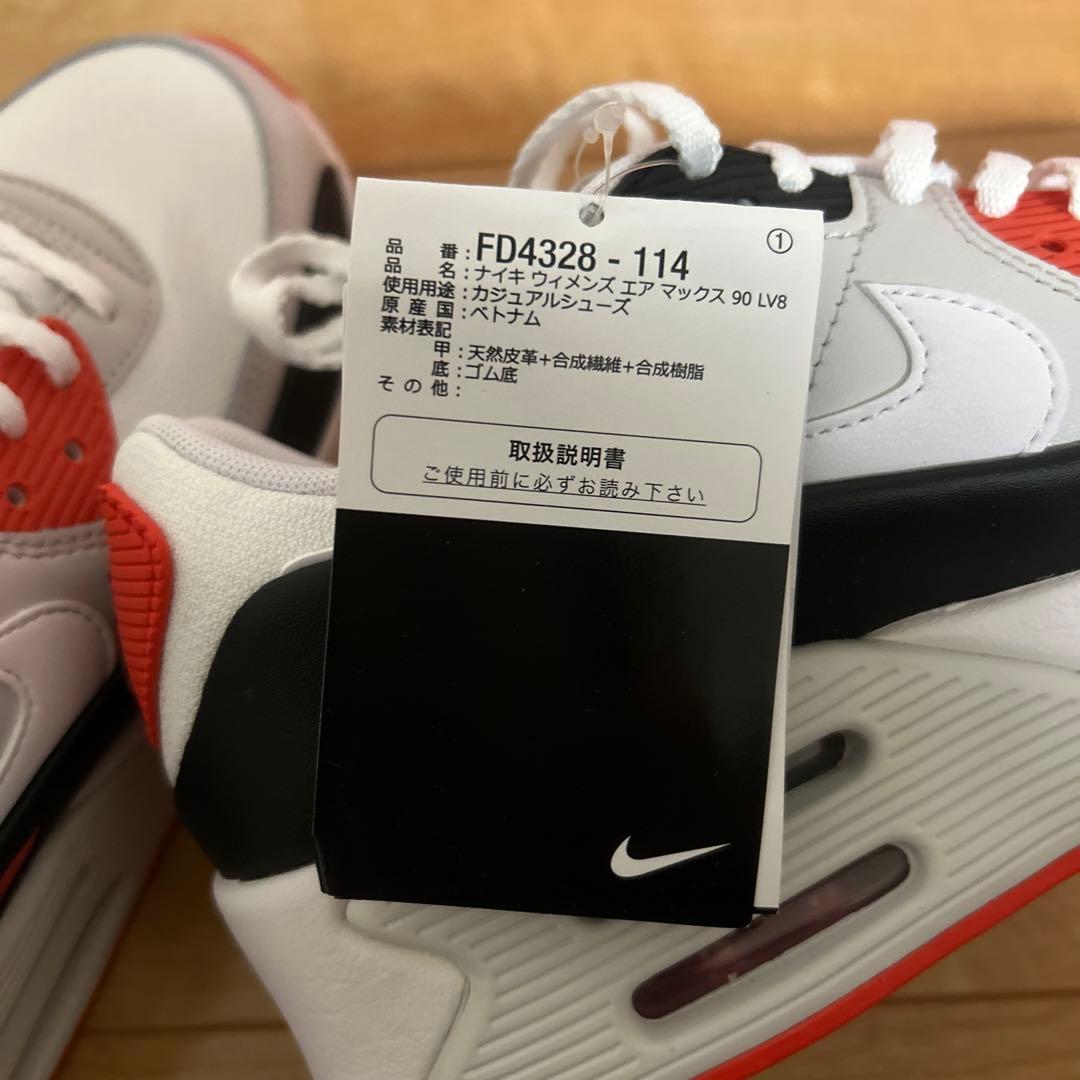 ①
品番：FD4328 - 114
品名：ナイキ ウィメンズ エア マックス 90 LV8
使用用途：カジュアルシューズ
原産国：ベトナム
素材表記
甲：天然皮革＋合成繊維＋合成樹脂
底：ゴム底
その他：
取扱説明書
ご使用前に必ずお読み下さい